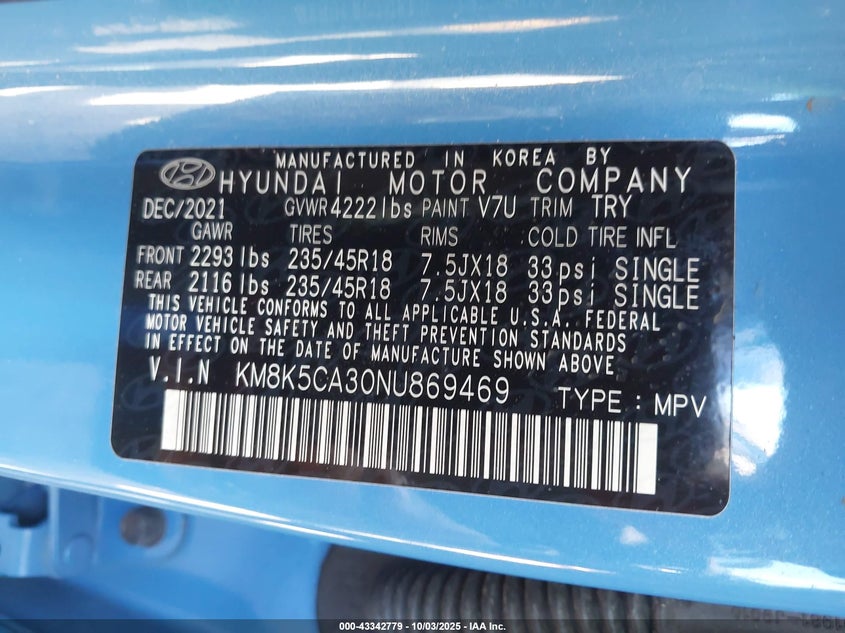 MANUFACTURED IN KOREA BY
HYUNDAI MOTOR COMPANY
DEC/2021 GVWR 4222 lbs PAINT V7U TRIM TRY
GAWR TIRES RIMS COLD TIRE INFL
FRONT 2293 lbs 235/45R18 7.5JX18 33psi SINGLE
REAR 2116 lbs 235/45R18 7.5JX18 33psi SINGLE
THIS VEHICLE CONFORMS TO ALL APPLICABLE U.S.A. FEDERAL
MOTOR VEHICLE SAFETY AND THEFT PREVENTION STANDARDS
IN EFFECT ON THE DATE OF MANUFACTURE SHOWN ABOVE
V.I.N KM8K5CA30NU869469 TYPE : MPV
000-43342779 - 10/03/2025 - IAA Inc.